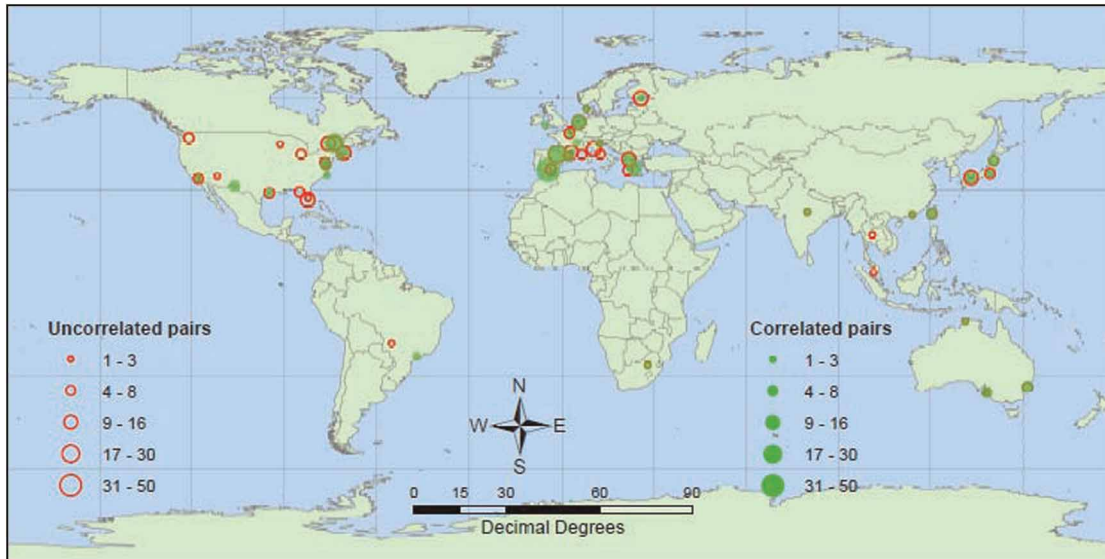 Uncorrelated pairs
1 - 3
4 - 8
9 - 16
17 - 30
31 - 50
N
W E
S
0 15 30 60 90
Decimal Degrees
Correlated pairs
1 - 3
4 - 8
9 - 16
17 - 30
31 - 50